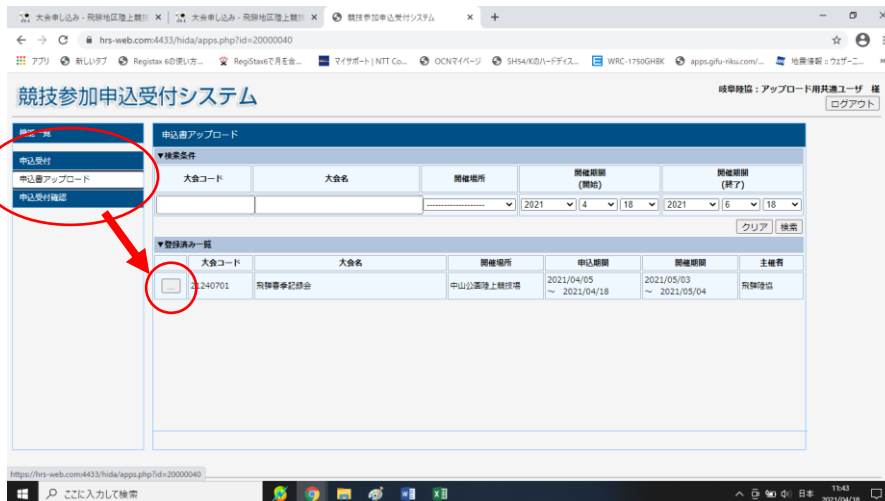 大会申し込み - 飛騨地区陸上競技 大会申し込み - 飛騨地区陸上競技 競技参加申込受付システム
hrs-web.com:4433/hida/apps.php?id=20000040
アプリ 新しいタブ Registax 6の使い方... RegiStax6で月を合... マイサポート | NTT Co... OCNマイページ SH54/Kのハードディス... WRC-1750GHBK apps.gifu-riku.com/... 地震情報
競技参加申込受付システム
岐阜陸協:アップロード用共通ユーザ 様
ログアウト
申込書アップロード
申込受付
申込書アップロード
申込受付確認
▼検索条件
大会コード 大会名 開催場所 開催期間(開始) 開催期間(終了)
-------------------- 2021 4 18 2021 6 18
クリア 検索
▼登録済み一覧
大会コード 大会名 開催場所 申込期間 開催期間 主催者
... 21240701 飛騨春季記録会 中山公園陸上競技場 2021/04/05 ~ 2021/04/18 2021/05/03 ~ 2021/05/04 飛騨陸協
https://hrs-web.com:4433/hida/apps.php?id=20000040
ここに入力して検索
日本 11:43
2021/04/18